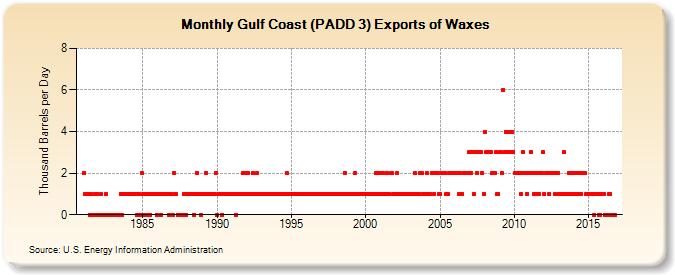 Monthly Gulf Coast (PADD 3) Exports of Waxes
Thousand Barrels per Day
8
6
4
2
0
1985 1990 1995 2000 2005 2010 2015
Source: U.S. Energy Information Administration